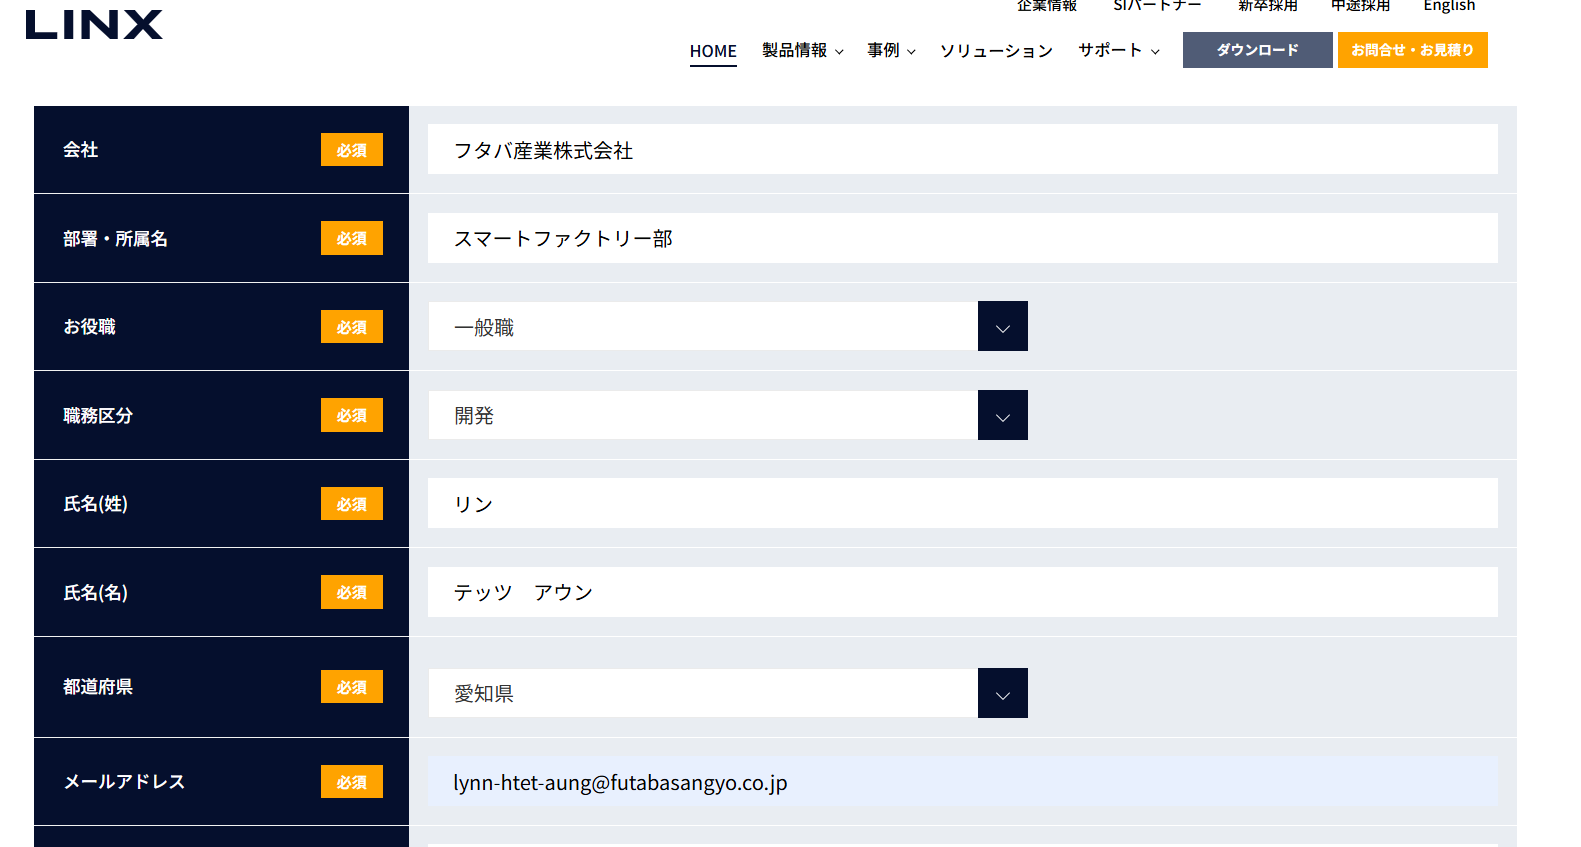 企業情報 SIパートナー 新卒採用 中途採用 English
LINX
HOME 製品情報 事例 ソリューション サポート ダウンロード お問合せ・お見積り
会社 必須 フタバ産業株式会社
部署・所属名 必須 スマートファクトリー部
お役職 必須 一般職
職務区分 必須 開発
氏名(姓) 必須 リン
氏名(名) 必須 テッツ　アウン
都道府県 必須 愛知県
メールアドレス 必須 lynn-htet-aung@futabasangyo.co.jp